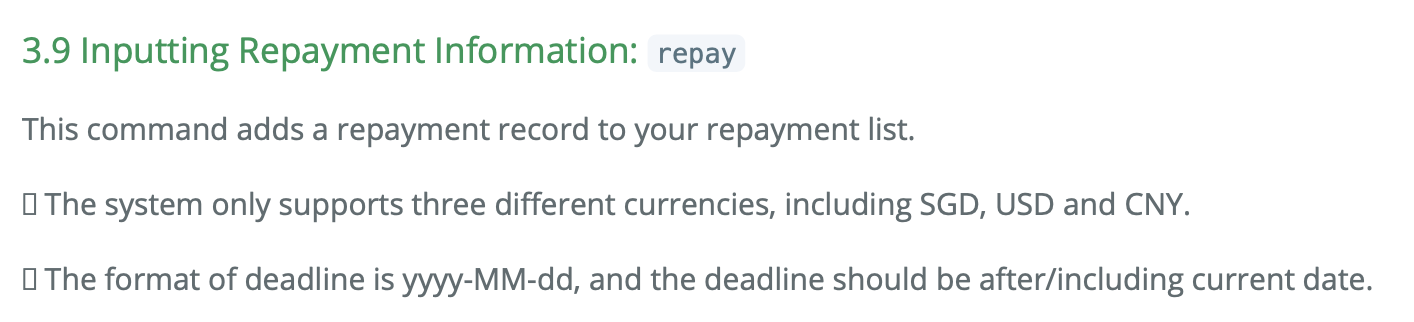 3.9 Inputting Repayment Information: repay
This command adds a repayment record to your repayment list.
▯ The system only supports three different currencies, including SGD, USD and CNY.
▯ The format of deadline is yyyy-MM-dd, and the deadline should be after/including current date.